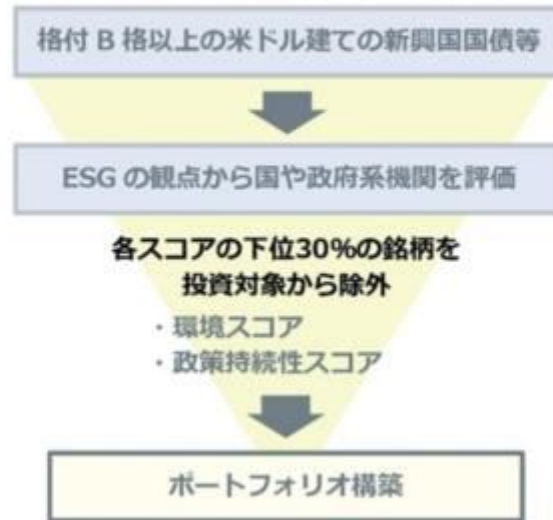 格付 B 格以上の米ドル建ての新興国国債等
ESG の観点から国や政府系機関を評価
各スコアの下位30%の銘柄を
投資対象から除外
・環境スコア
・政策持続性スコア
ポートフォリオ構築